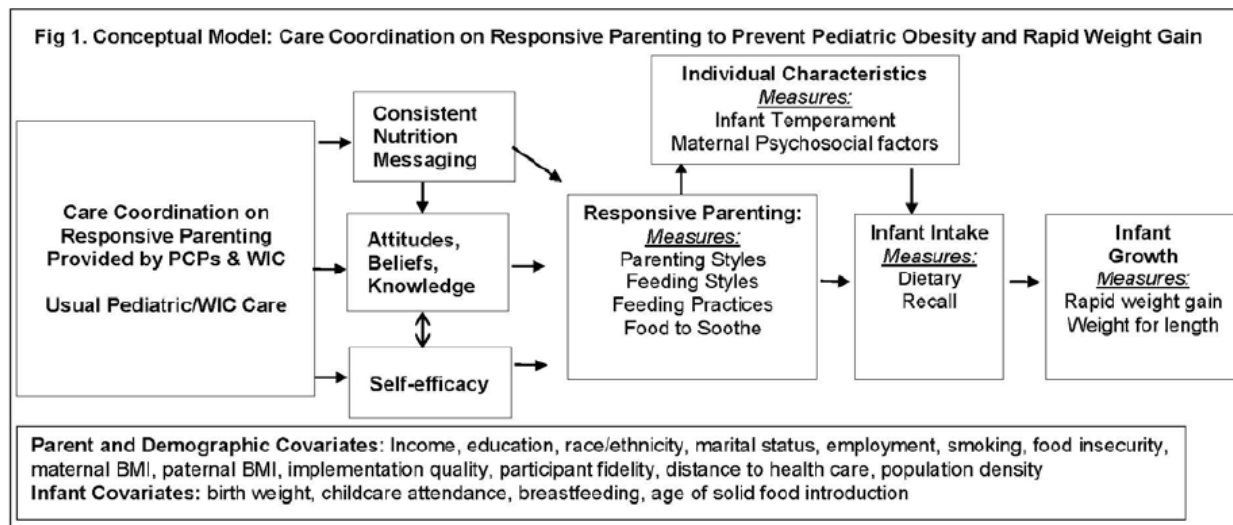 Fig 1. Conceptual Model: Care Coordination on Responsive Parenting to Prevent Pediatric Obesity and Rapid Weight Gain
Individual Characteristics
Measures:
Infant Temperament
Maternal Psychosocial factors
Consistent
Nutrition
Messaging
Care Coordination on
Responsive Parenting
Provided by PCPs & WIC
Usual Pediatric/WIC Care
Attitudes,
Beliefs,
Knowledge
Self-efficacy
Responsive Parenting:
Measures:
Parenting Styles
Feeding Styles
Feeding Practices
Food to Soothe
Infant Intake
Measures:
Dietary
Recall
Infant
Growth
Measures:
Rapid weight gain
Weight for length
Parent and Demographic Covariates: Income, education, race/ethnicity, marital status, employment, smoking, food insecurity,
maternal BMI, paternal BMI, implementation quality, participant fidelity, distance to health care, population density
Infant Covariates: birth weight, childcare attendance, breastfeeding, age of solid food introduction